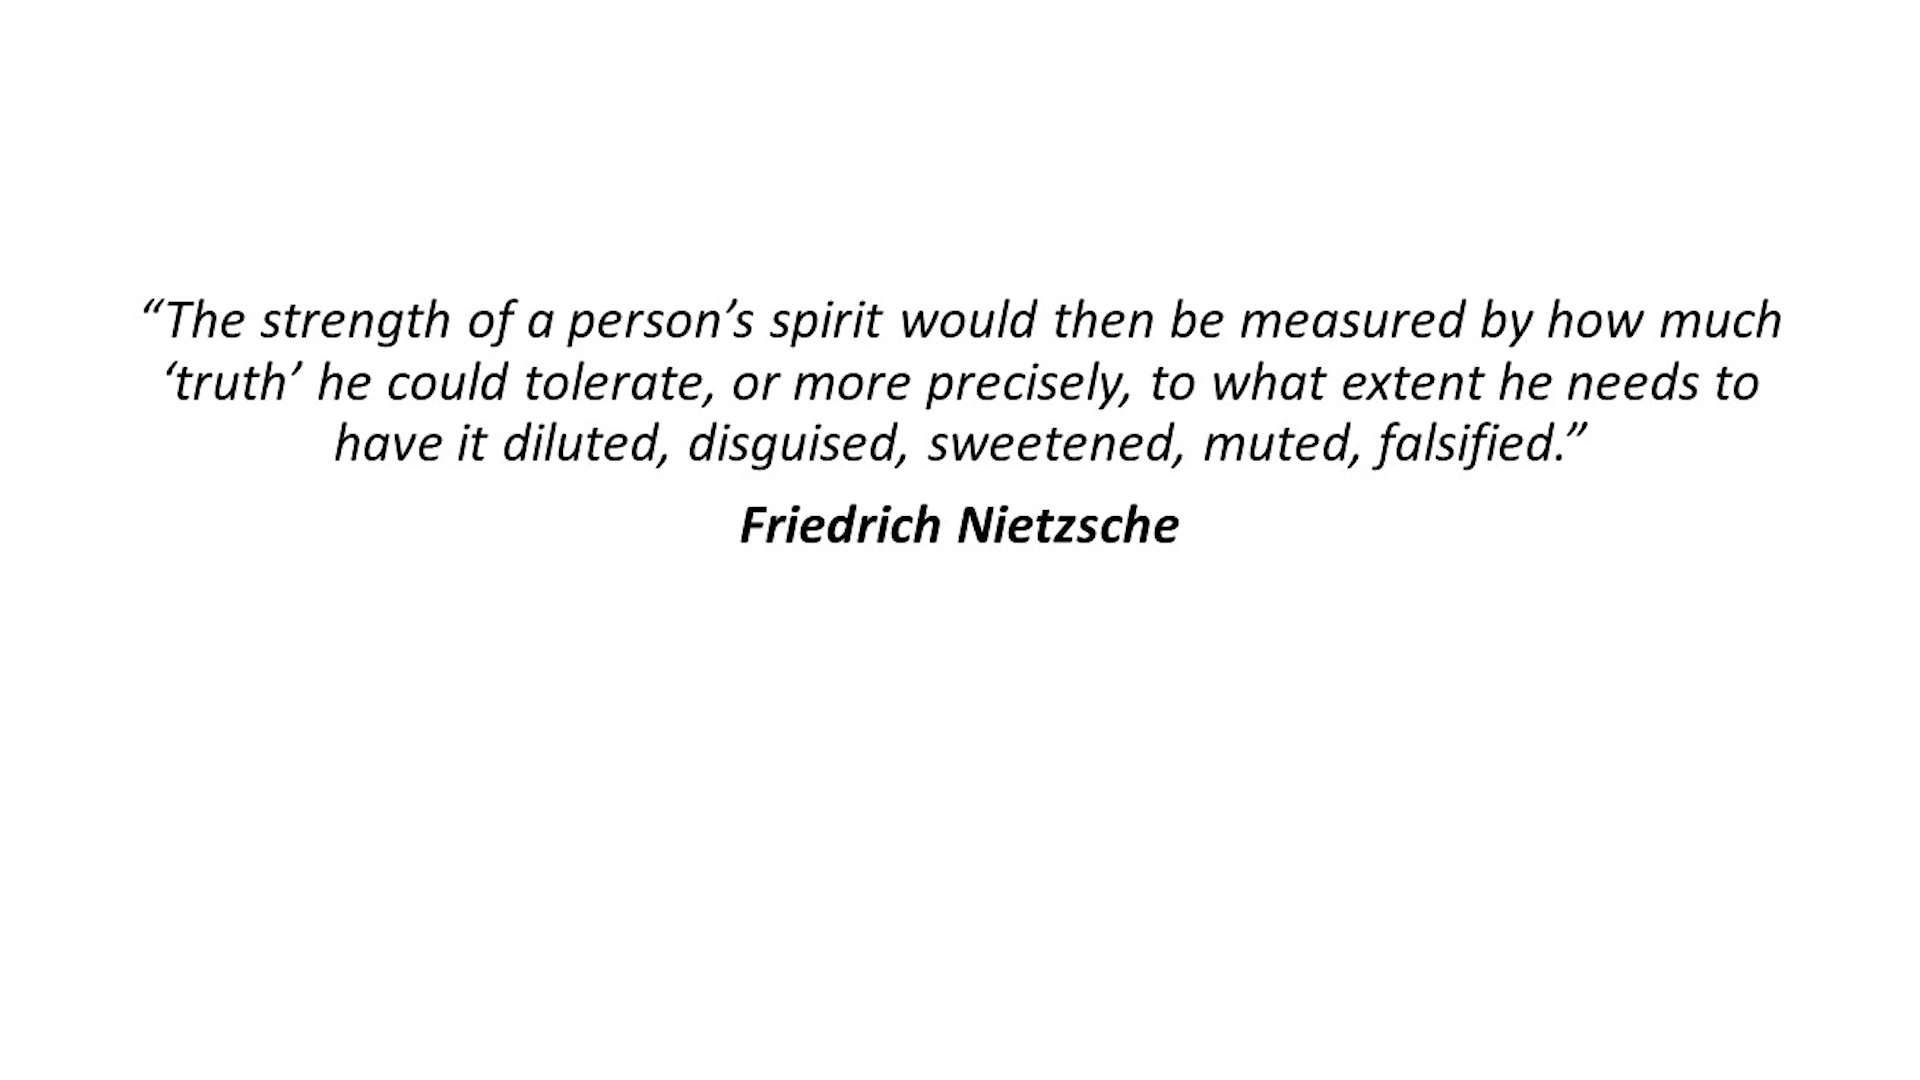 “The strength of a person’s spirit would then be measured by how much
‘truth’ he could tolerate, or more precisely, to what extent he needs to
have it diluted, disguised, sweetened, muted, falsified.”
Friedrich Nietzsche